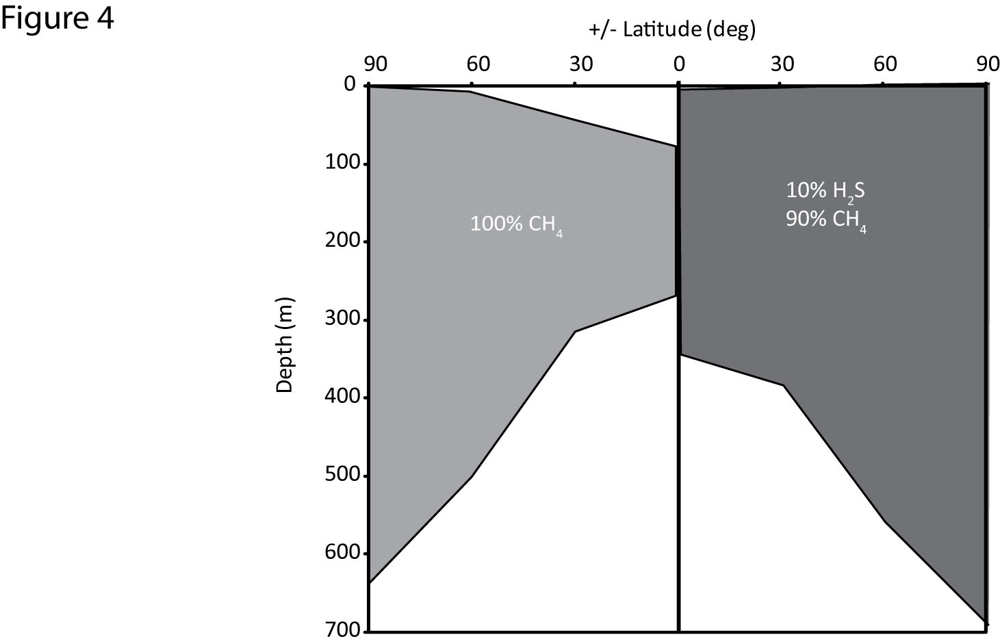 Figure 4
+/- Latitude (deg)
90 60 30 0 30 60 90
0
100
200
300
400
500
600
700
Depth (m)
100% CH₄
10% H₂S
90% CH₄